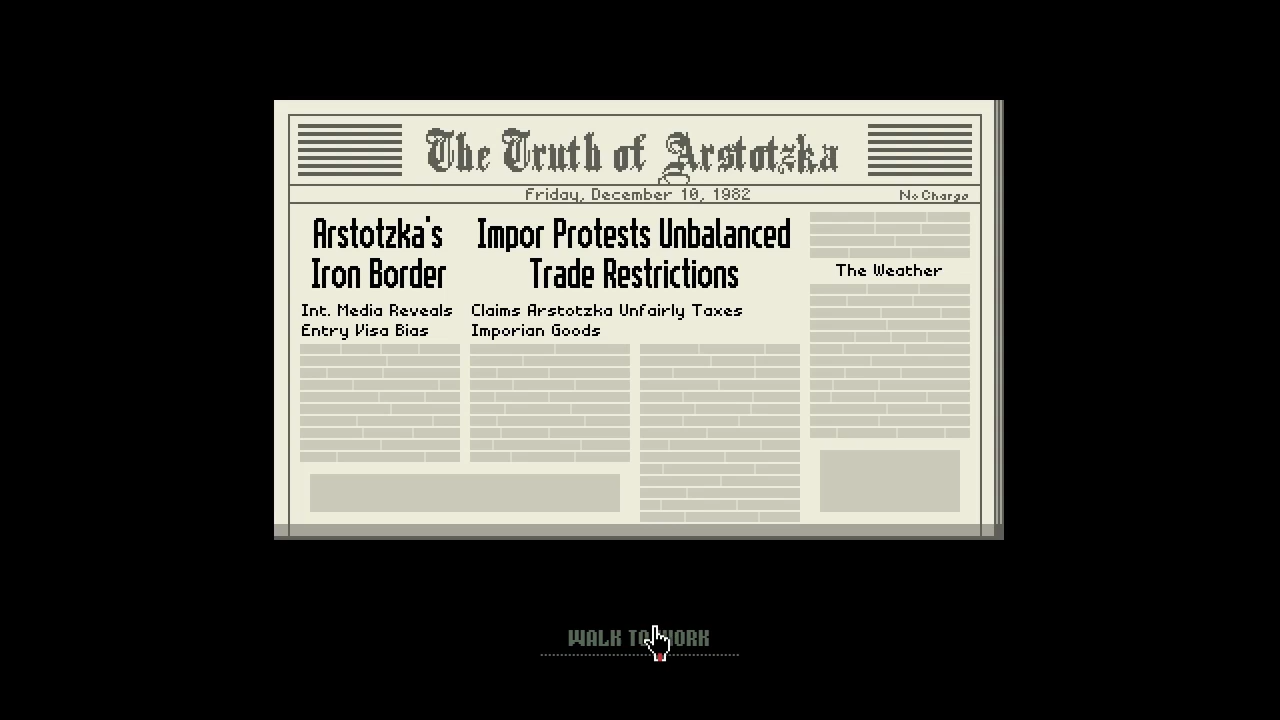 The Truth of Arstotzka
Friday, December 10, 1982
No Charge
Arstotzka's
Iron Border
Int. Media Reveals
Entry Visa Bias
Impor Protests Unbalanced
Trade Restrictions
Claims Arstotzka Unfairly Taxes
Imporian Goods
The Weather
WALK TO WORK